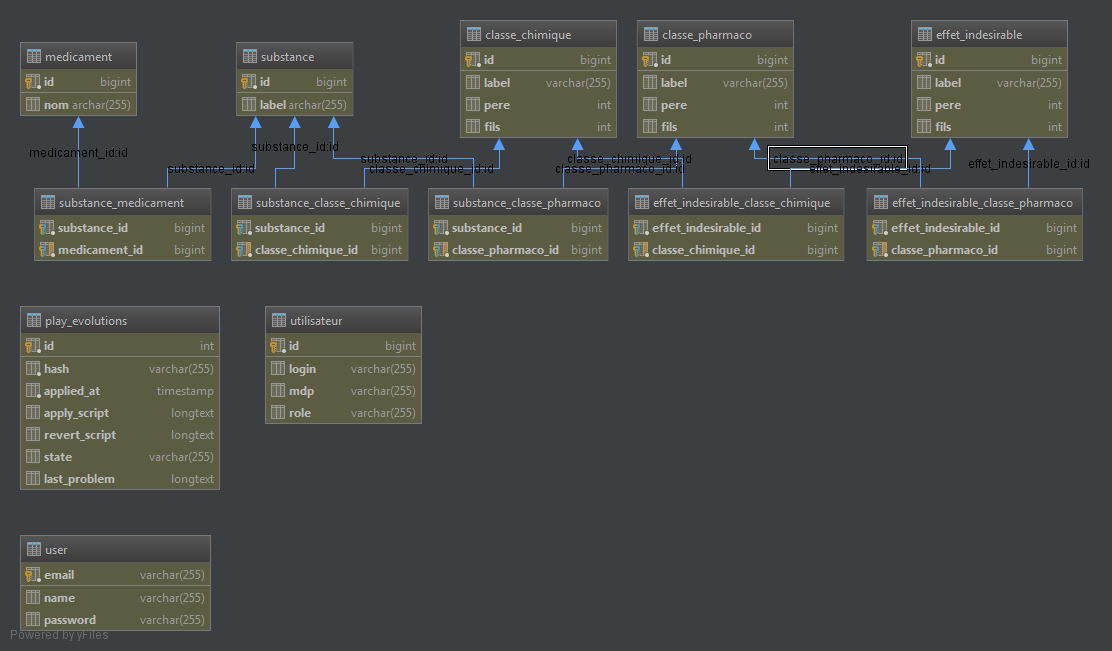 medicament
id bigint
nom archar(255)
substance
id bigint
label archar(255)
classe_chimique
id bigint
label varchar(255)
pere int
fils int
classe_pharmaco
id bigint
label varchar(255)
pere int
fils int
effet_indesirable
id bigint
label varchar(255)
pere int
fils int
medicament_id:id
substance_id:id
substance_id:id
substance_id:id
classe_chimique_id:id
classe_chimique_id:id
classe_pharmaco_id:id
classe_pharmaco_id:id
effet_indesirable_id:id
effet_indesirable_id:id
substance_medicament
substance_id bigint
medicament_id bigint
substance_classe_chimique
substance_id bigint
classe_chimique_id bigint
substance_classe_pharmaco
substance_id bigint
classe_pharmaco_id bigint
effet_indesirable_classe_chimique
effet_indesirable_id bigint
classe_chimique_id bigint
effet_indesirable_classe_pharmaco
effet_indesirable_id bigint
classe_pharmaco_id bigint
play_evolutions
id int
hash varchar(255)
applied_at timestamp
apply_script longtext
revert_script longtext
state varchar(255)
last_problem longtext
utilisateur
id bigint
login varchar(255)
mdp varchar(255)
role varchar(255)
user
email varchar(255)
name varchar(255)
password varchar(255)
Powered by yFiles